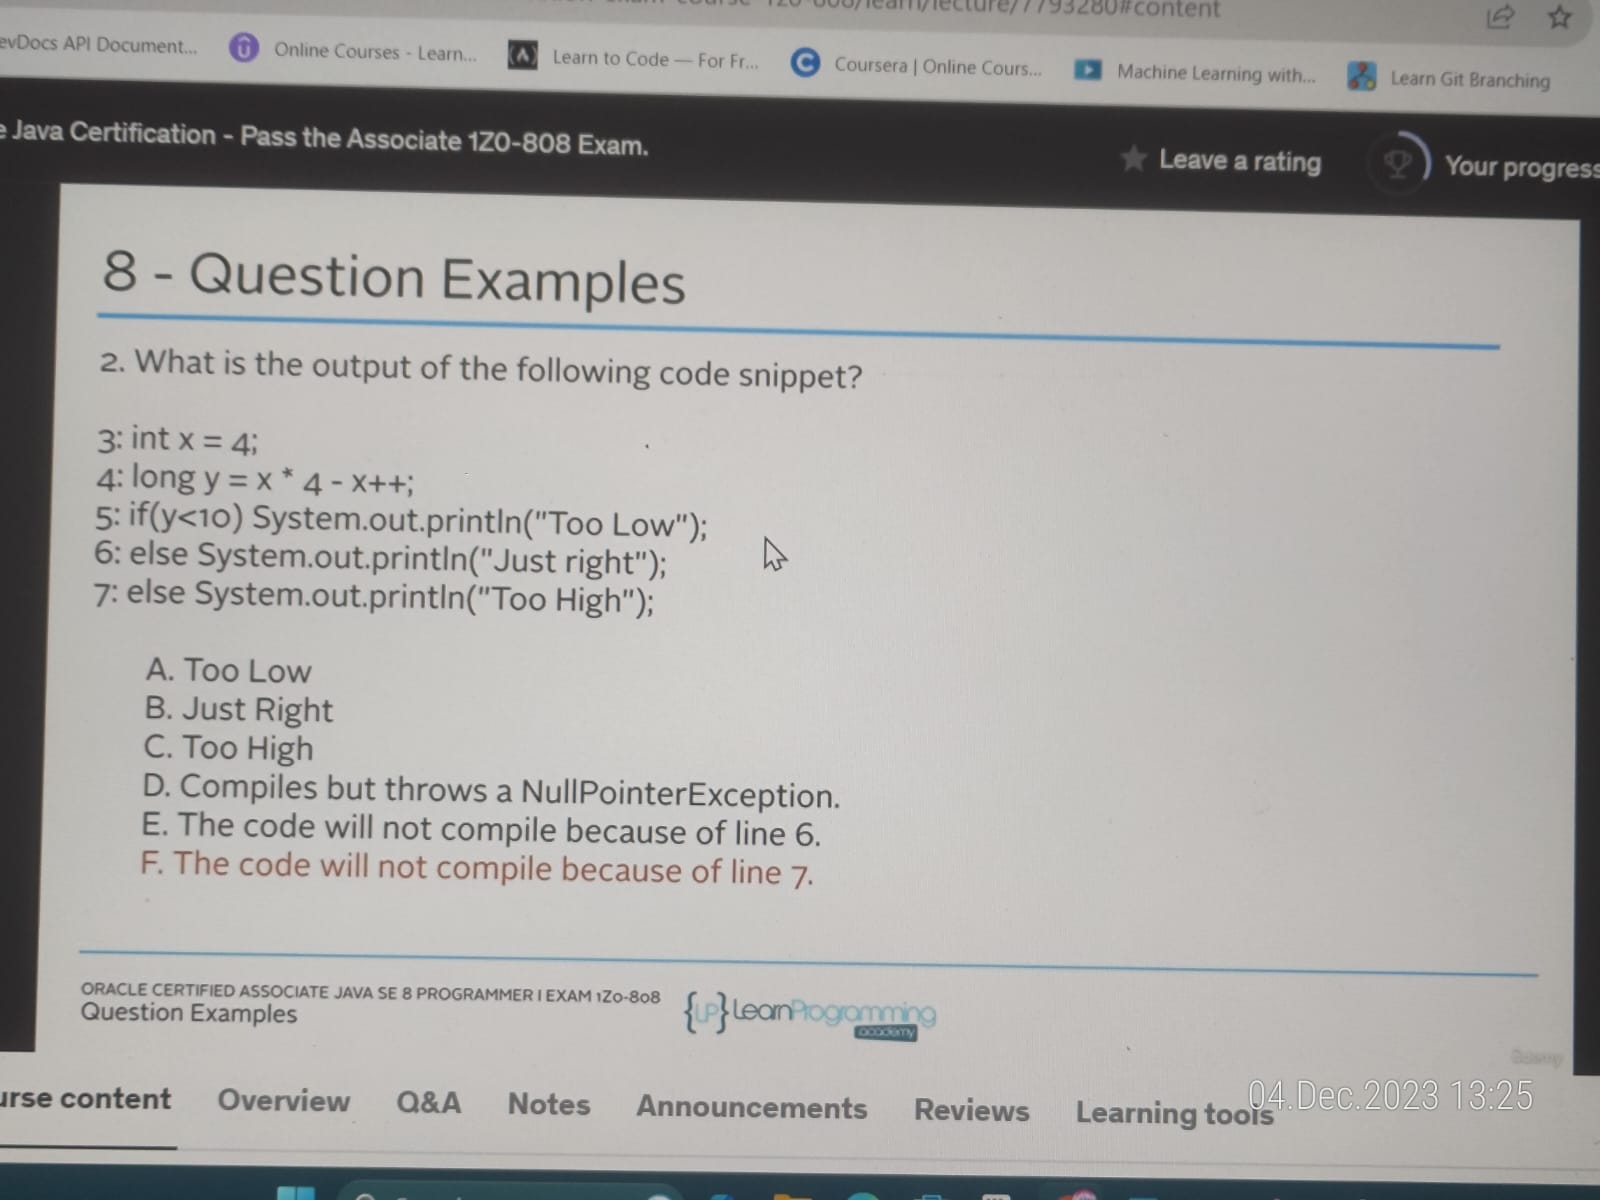 learn/lecture/7793280#content
evDocs API Document...
Online Courses - Learn...
Learn to Code — For Fr...
Coursera | Online Cours...
Machine Learning with...
Learn Git Branching
e Java Certification - Pass the Associate 1Z0-808 Exam.
Leave a rating
Your progress
8 - Question Examples
2. What is the output of the following code snippet?
3: int x = 4;
4: long y = x * 4 - x++;
5: if(y<10) System.out.println("Too Low");
6: else System.out.println("Just right");
7: else System.out.println("Too High");
A. Too Low
B. Just Right
C. Too High
D. Compiles but throws a NullPointerException.
E. The code will not compile because of line 6.
F. The code will not compile because of line 7.
ORACLE CERTIFIED ASSOCIATE JAVA SE 8 PROGRAMMER I EXAM 1Z0-808
Question Examples
{LP} LearnProgramming
academy
Udemy
urse content
Overview
Q&A
Notes
Announcements
Reviews
Learning tools
04.Dec.2023 13:25